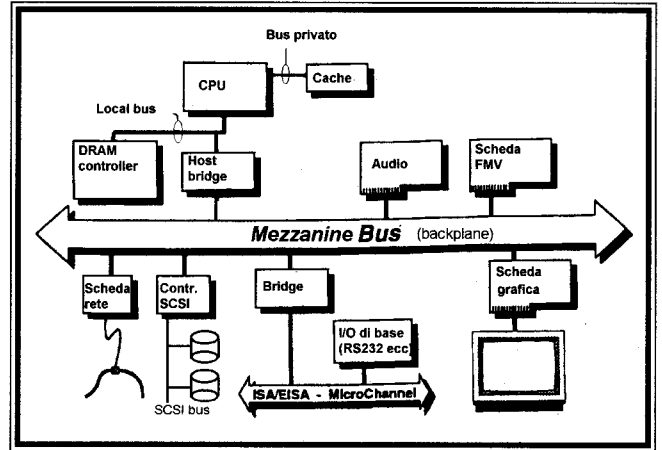 Bus privato
CPU
Cache
Local bus
DRAM
controller
Host
bridge
Audio
Scheda
FMV
Mezzanine Bus (backplane)
Scheda
rete
Contr.
SCSI
Bridge
Scheda
grafica
I/O di base
(RS232 ecc)
ISA/EISA - MicroChannel
SCSI bus